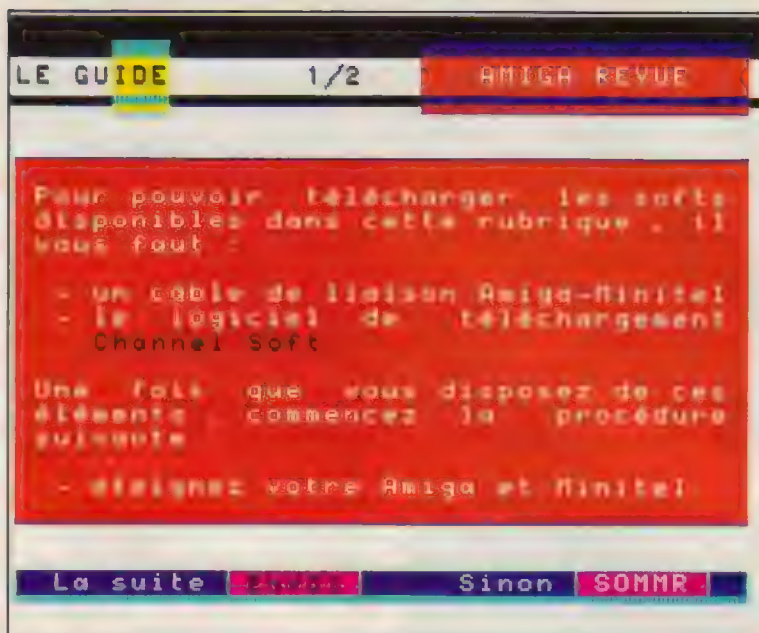 LE GUIDE 1/2 AMIGA REVUE
Pour pouvoir télécharger les softs
disponibles dans cette rubrique , il
vous faut :
- un cable de liaison Amiga-Minitel
- le logiciel de téléchargement
Channel Soft
Une fois que vous disposez de ces
éléments commencez la procédure
suivante
- éteignez votre Amiga et Minitel
La suite Sinon SOMMR